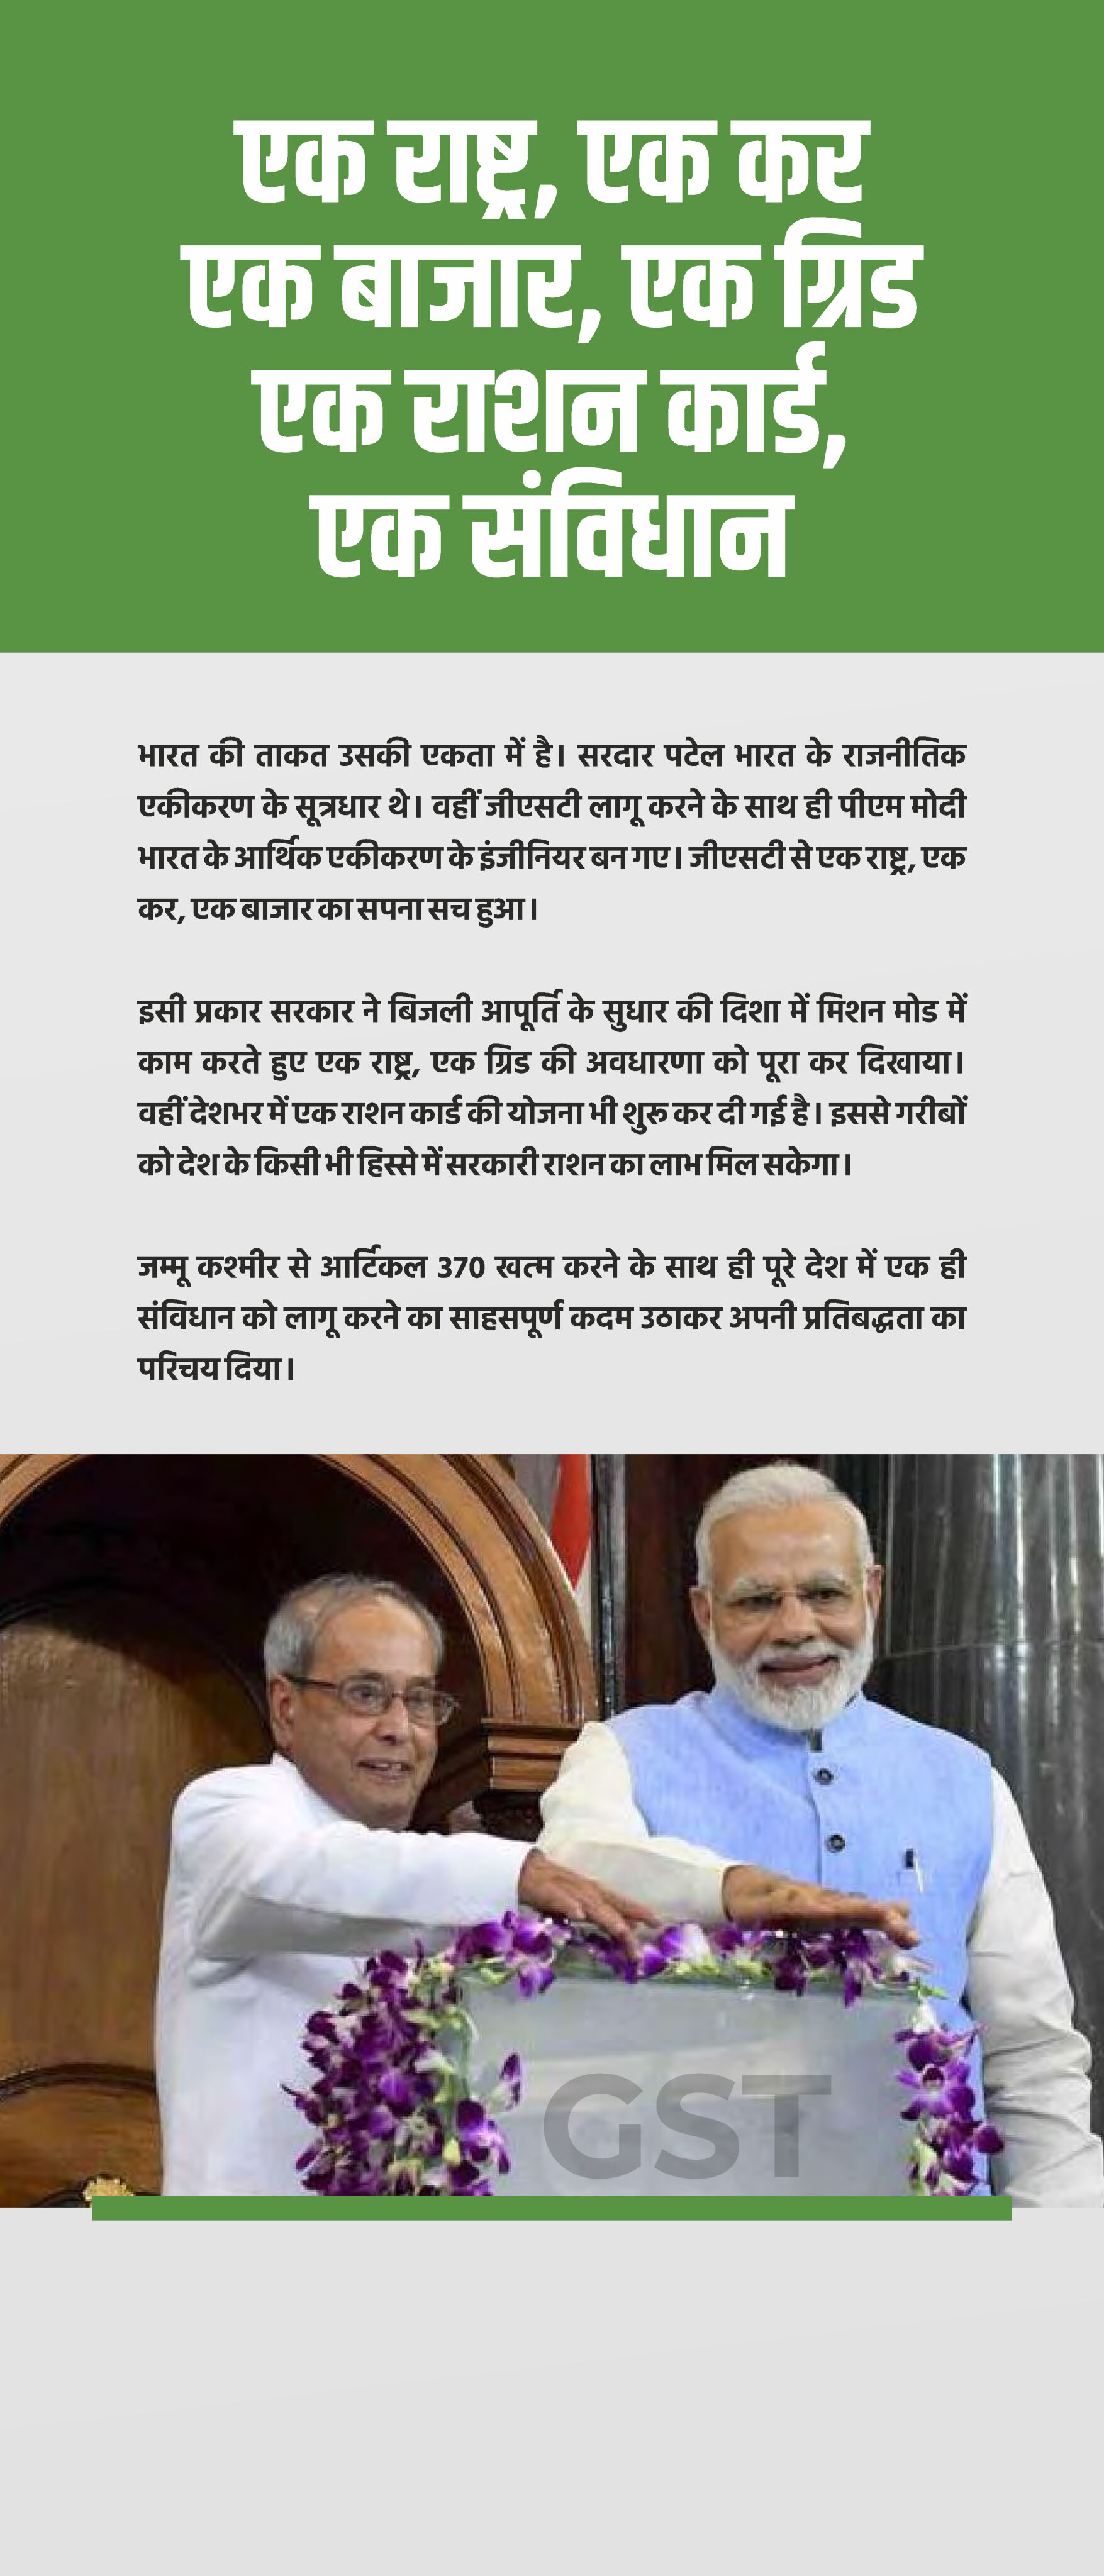 एक राष्ट्र, एक कर
एक बाजार, एक ग्रिड
एक राशन कार्ड,
एक संविधान
भारत की ताकत उसकी एकता में है। सरदार पटेल भारत के राजनीतिक
एकीकरण के सूत्रधार थे। वहीं जीएसटी लागू करने के साथ ही पीएम मोदी
भारत के आर्थिक एकीकरण के इंजीनियर बन गए। जीएसटी से एक राष्ट्र, एक
कर, एक बाजार का सपना सच हुआ।
इसी प्रकार सरकार ने बिजली आपूर्ति के सुधार की दिशा में मिशन मोड में
काम करते हुए एक राष्ट्र, एक ग्रिड की अवधारणा को पूरा कर दिखाया।
वहीं देशभर में एक राशन कार्ड की योजना भी शुरू कर दी गई है। इससे गरीबों
को देश के किसी भी हिस्से में सरकारी राशन का लाभ मिल सकेगा।
जम्मू कश्मीर से आर्टिकल 370 खत्म करने के साथ ही पूरे देश में एक ही
संविधान को लागू करने का साहसपूर्ण कदम उठाकर अपनी प्रतिबद्धता का
परिचय दिया।
GST